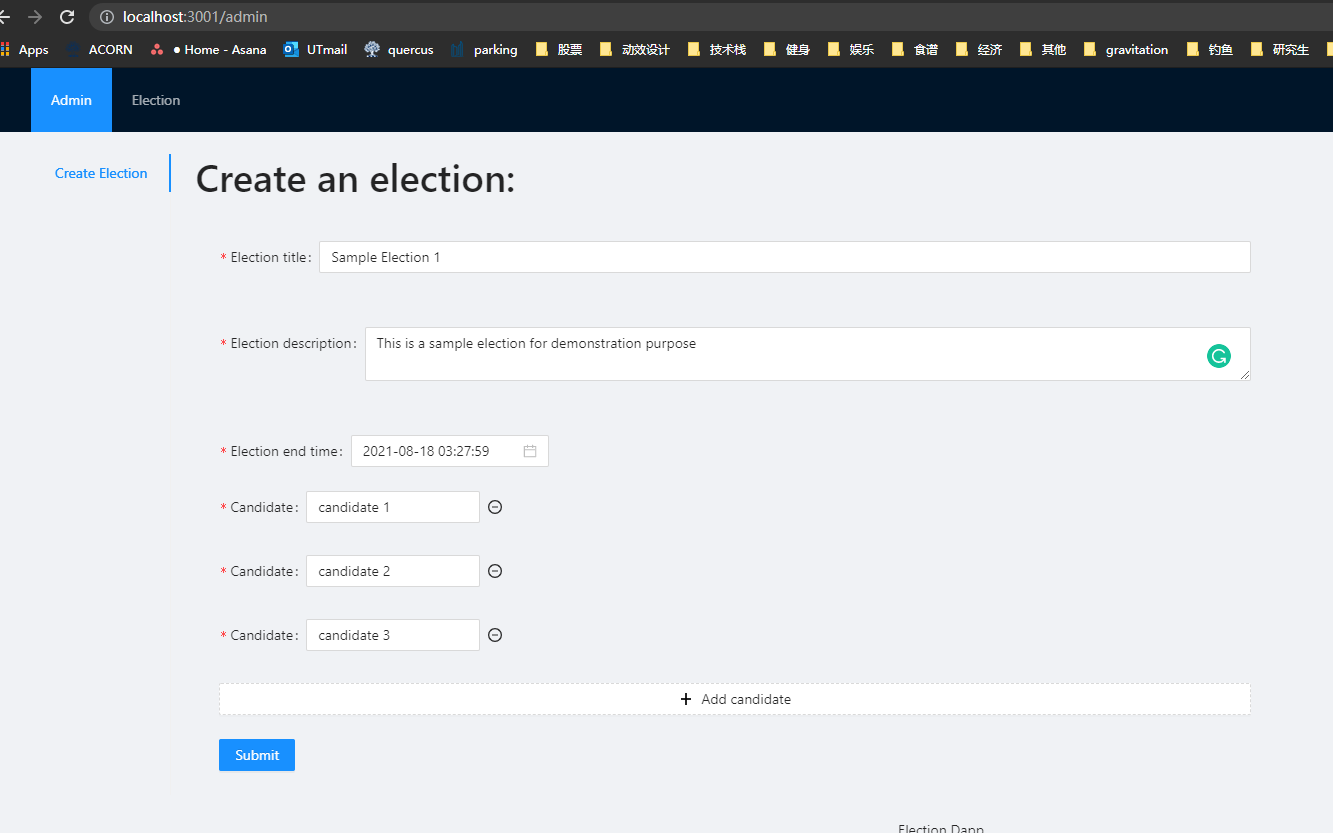 localhost:3001/admin
Apps ACORN ● Home - Asana UTmail quercus parking 股票 动效设计 技术栈 健身 娱乐 食谱 经济 其他 gravitation 钓鱼 研究生
Admin Election
Create Election
Create an election:
* Election title: Sample Election 1
* Election description: This is a sample election for demonstration purpose
* Election end time: 2021-08-18 03:27:59
* Candidate: candidate 1
* Candidate: candidate 2
* Candidate: candidate 3
+ Add candidate
Submit
Election Dapp